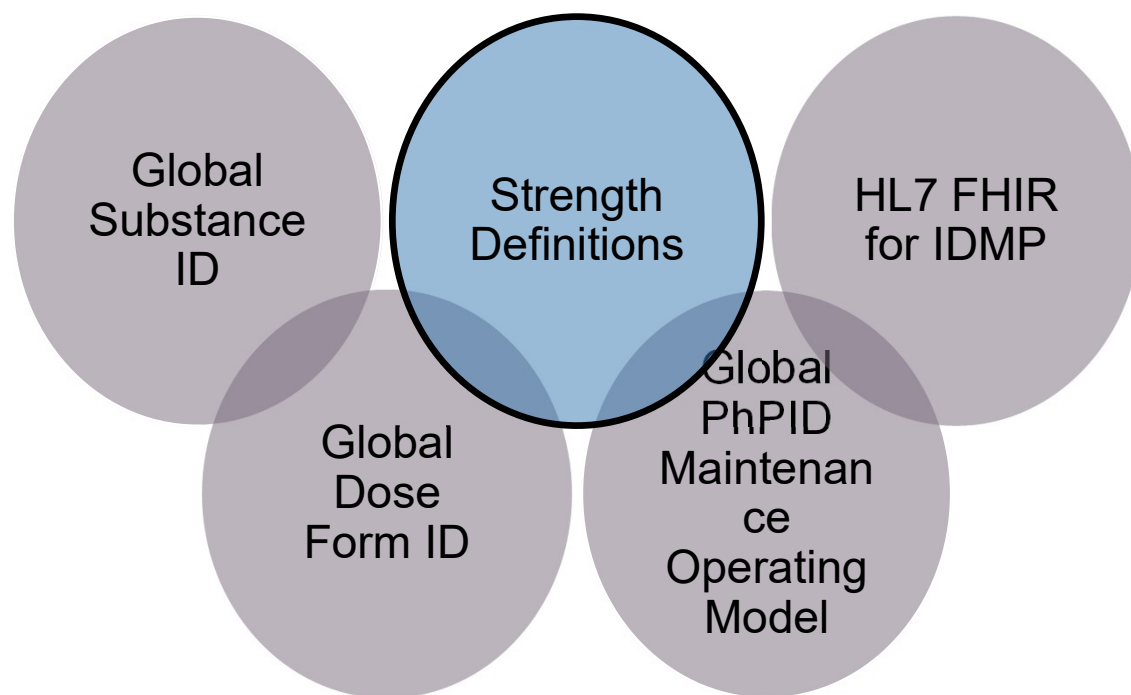 Global
Substance
ID
Strength
Definitions
HL7 FHIR
for IDMP
Global
Dose
Form ID
Global
PhPID
Maintenan
ce
Operating
Model